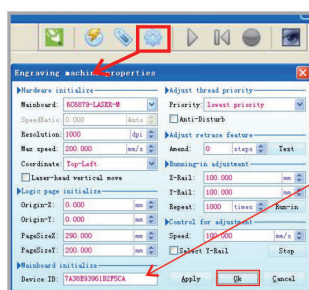 Engraving machine properties
Hardware initialize
Mainboard: 6C6879-LASER-M
SpeedRatio: 0.000 Auto
Resolution: 1000 dpi
Max speed: 200.000 mm/s
Coordinate: Top-Left
Laser-head vertical move
Logic page initialize
Origin-X: 0.000 mm
Origin-Y: 0.000 mm
PageSizeX: 290.000 mm
PageSizeY: 200.000 mm
Mainboard initialize
Device ID:
Adjust thread priority
Priority: lowest priority
Anti-Disturb
Adjust retrace feature
Amend: 0 steps Test
Running-in adjustment
X-Rail: 100.000 mm
Y-Rail: 100.000 mm
Repeat: 1000 times Run-in
Control for adjustment
Speed: 100.000 mm/s
Select Y-Rail Stop
Apply Ok Cancel